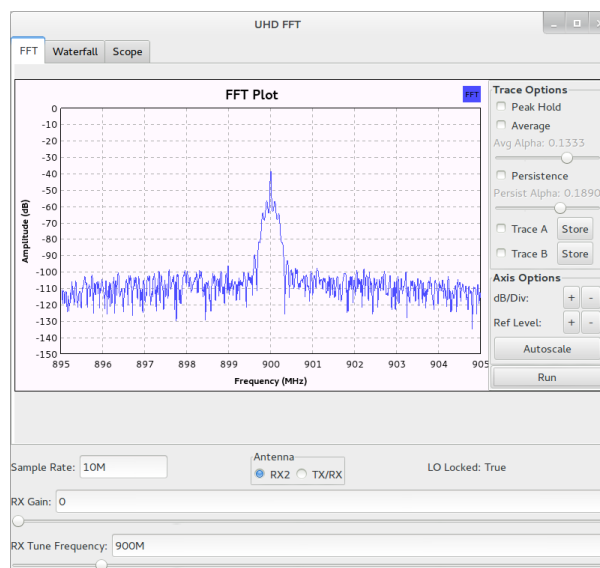 UHD FFT
FFT Waterfall Scope
FFT Plot
FFT
Amplitude (dB)
0
-10
-20
-30
-40
-50
-60
-70
-80
-90
-100
-110
-120
-130
-140
-150
895 896 897 898 899 900 901 902 903 904 905
Frequency (MHz)
Trace Options
Peak Hold
Average
Avg Alpha: 0.1333
Persistence
Persist Alpha: 0.1890
Trace A Store
Trace B Store
Axis Options
dB/Div: + -
Ref Level: + -
Autoscale
Run
Sample Rate: 10M
Antenna
RX2 TX/RX
LO Locked: True
RX Gain: 0
RX Tune Frequency: 900M